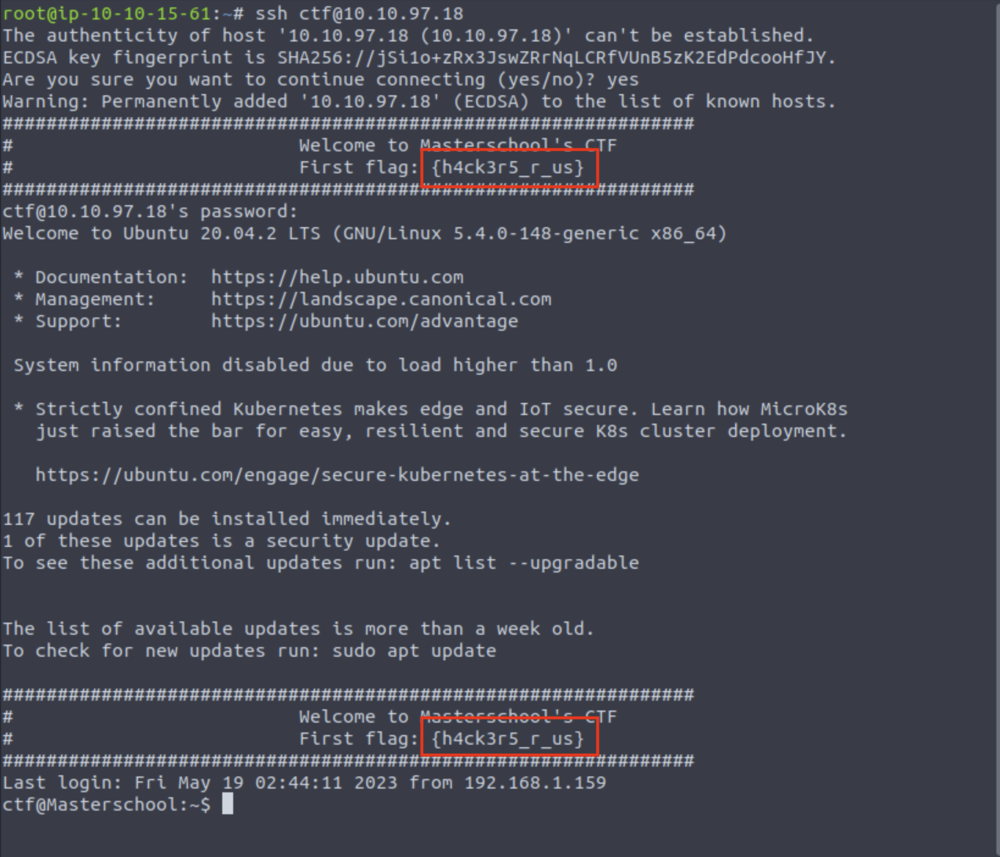 root@ip-10-10-15-61:~# ssh ctf@10.10.97.18
The authenticity of host '10.10.97.18 (10.10.97.18)' can't be established.
ECDSA key fingerprint is SHA256://jSi1o+zRx3JswZRrNqLCRfVUnB5zK2EdPdcooHfJY.
Are you sure you want to continue connecting (yes/no)? yes
Warning: Permanently added '10.10.97.18' (ECDSA) to the list of known hosts.
###############################################################
#                          Welcome to Masterschool's CTF
#                          First flag: {h4ck3r5_r_us}
###############################################################
ctf@10.10.97.18's password:
Welcome to Ubuntu 20.04.2 LTS (GNU/Linux 5.4.0-148-generic x86_64)

 * Documentation:  https://help.ubuntu.com
 * Management:     https://landscape.canonical.com
 * Support:        https://ubuntu.com/advantage

 System information disabled due to load higher than 1.0

 * Strictly confined Kubernetes makes edge and IoT secure. Learn how MicroK8s
   just raised the bar for easy, resilient and secure K8s cluster deployment.

   https://ubuntu.com/engage/secure-kubernetes-at-the-edge

117 updates can be installed immediately.
1 of these updates is a security update.
To see these additional updates run: apt list --upgradable


The list of available updates is more than a week old.
To check for new updates run: sudo apt update

###############################################################
#                          Welcome to Masterschool's CTF
#                          First flag: {h4ck3r5_r_us}
###############################################################
Last login: Fri May 19 02:44:11 2023 from 192.168.1.159
ctf@Masterschool:~$